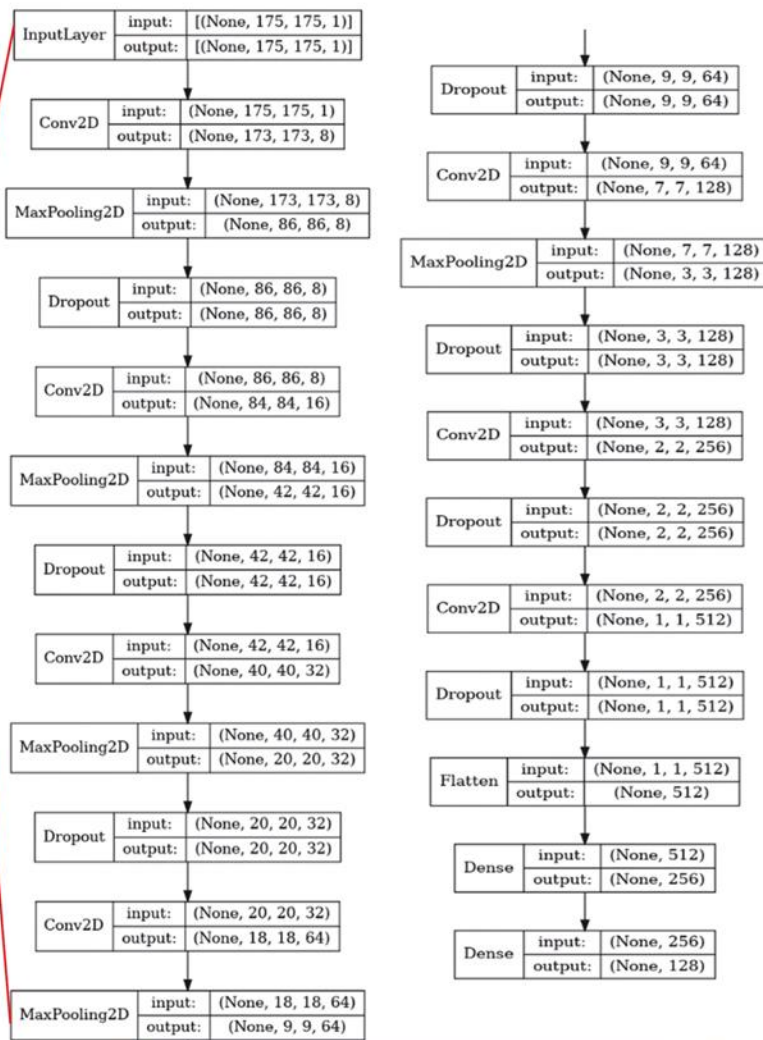 InputLayer
input: [(None, 175, 175, 1)]
output: [(None, 175, 175, 1)]
Conv2D
input: (None, 175, 175, 1)
output: (None, 173, 173, 8)
MaxPooling2D
input: (None, 173, 173, 8)
output: (None, 86, 86, 8)
Dropout
input: (None, 86, 86, 8)
output: (None, 86, 86, 8)
Conv2D
input: (None, 86, 86, 8)
output: (None, 84, 84, 16)
MaxPooling2D
input: (None, 84, 84, 16)
output: (None, 42, 42, 16)
Dropout
input: (None, 42, 42, 16)
output: (None, 42, 42, 16)
Conv2D
input: (None, 42, 42, 16)
output: (None, 40, 40, 32)
MaxPooling2D
input: (None, 40, 40, 32)
output: (None, 20, 20, 32)
Dropout
input: (None, 20, 20, 32)
output: (None, 20, 20, 32)
Conv2D
input: (None, 20, 20, 32)
output: (None, 18, 18, 64)
MaxPooling2D
input: (None, 18, 18, 64)
output: (None, 9, 9, 64)
Dropout
input: (None, 9, 9, 64)
output: (None, 9, 9, 64)
Conv2D
input: (None, 9, 9, 64)
output: (None, 7, 7, 128)
MaxPooling2D
input: (None, 7, 7, 128)
output: (None, 3, 3, 128)
Dropout
input: (None, 3, 3, 128)
output: (None, 3, 3, 128)
Conv2D
input: (None, 3, 3, 128)
output: (None, 2, 2, 256)
Dropout
input: (None, 2, 2, 256)
output: (None, 2, 2, 256)
Conv2D
input: (None, 2, 2, 256)
output: (None, 1, 1, 512)
Dropout
input: (None, 1, 1, 512)
output: (None, 1, 1, 512)
Flatten
input: (None, 1, 1, 512)
output: (None, 512)
Dense
input: (None, 512)
output: (None, 256)
Dense
input: (None, 256)
output: (None, 128)